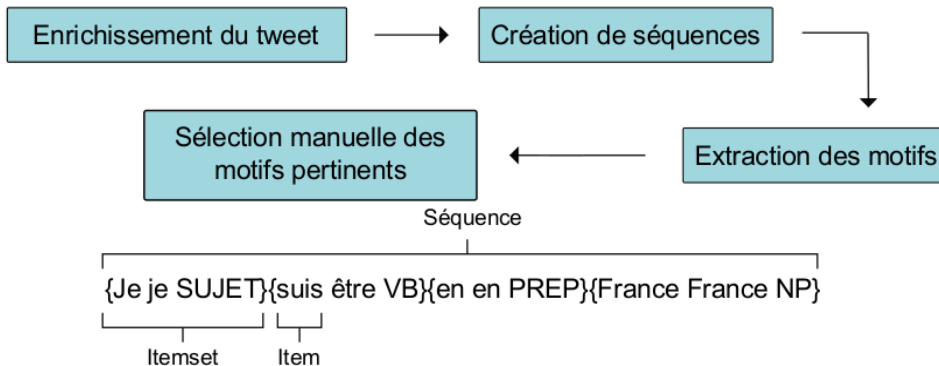 Enrichissement du tweet
Création de séquences
Extraction des motifs
Sélection manuelle des
motifs pertinents
Séquence
{Je je SUJET}{suis être VB}{en en PREP}{France France NP}
Itemset
Item